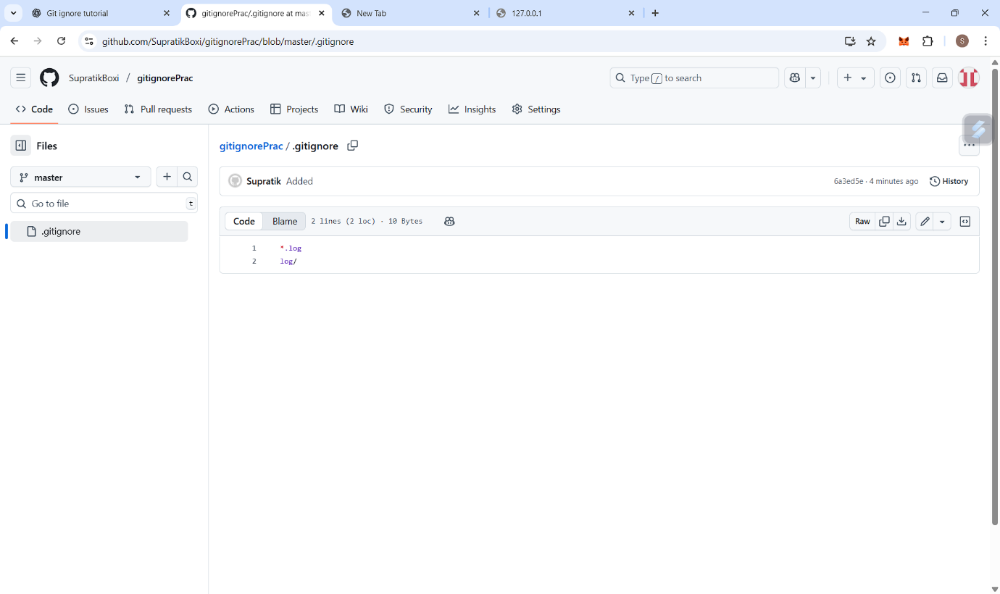 Git ignore tutorial
gitignorePrac/.gitignore at mas
New Tab
127.0.0.1
github.com/SupratikBoxi/gitignorePrac/blob/master/.gitignore
S
SupratikBoxi / gitignorePrac
Type / to search
Code
Issues
Pull requests
Actions
Projects
Wiki
Security
Insights
Settings
Files
gitignorePrac / .gitignore
master
Supratik Added
6a3ed5e · 4 minutes ago
History
Go to file
t
Code
Blame
2 lines (2 loc) · 10 Bytes
Raw
.gitignore
1 *.log
2 log/